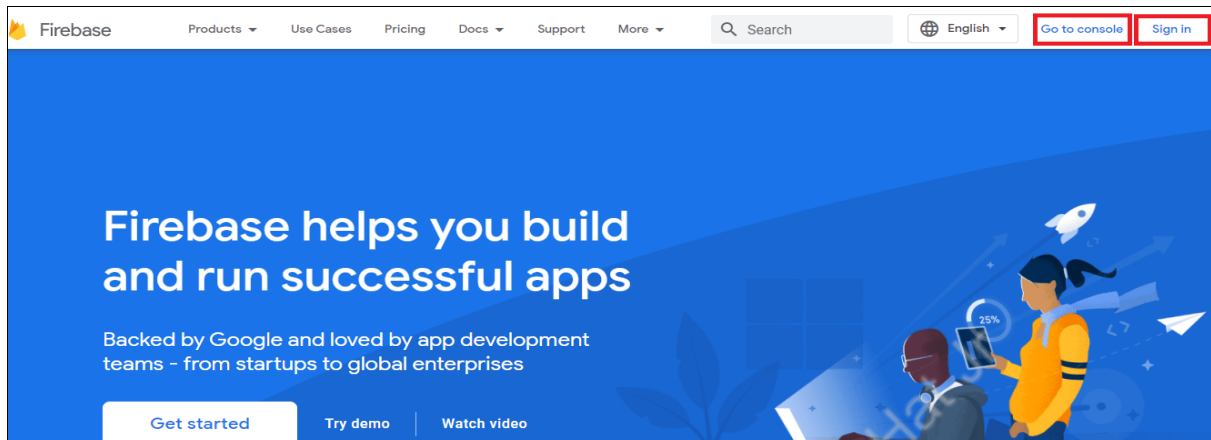 Firebase Products Use Cases Pricing Docs Support More Search English Go to console Sign in
Firebase helps you build
and run successful apps
25%
Backed by Google and loved by app development
teams - from startups to global enterprises
Get started Try demo Watch video